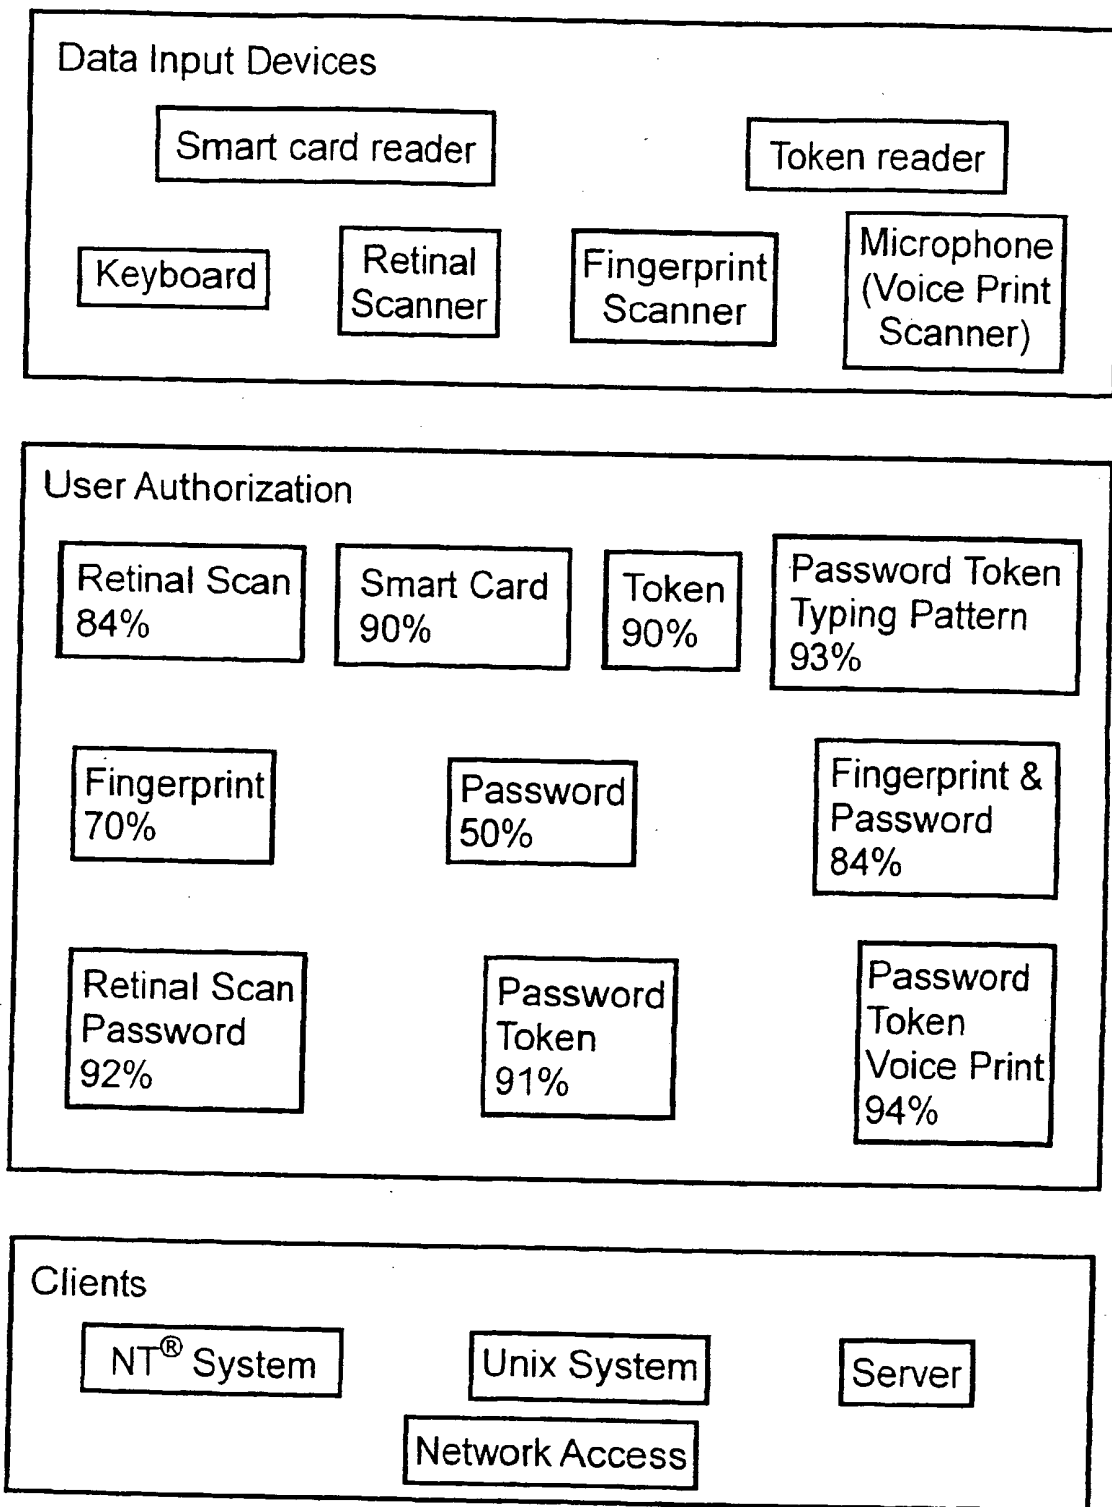 Data Input Devices
Smart card reader
Token reader
Keyboard
Retinal
Scanner
Fingerprint
Scanner
Microphone
(Voice Print
Scanner)
User Authorization
Retinal Scan
84%
Smart Card
90%
Token
90%
Password Token
Typing Pattern
93%
Fingerprint
70%
Password
50%
Fingerprint &
Password
84%
Retinal Scan
Password
92%
Password
Token
91%
Password
Token
Voice Print
94%
Clients
NT® System
Unix System
Server
Network Access